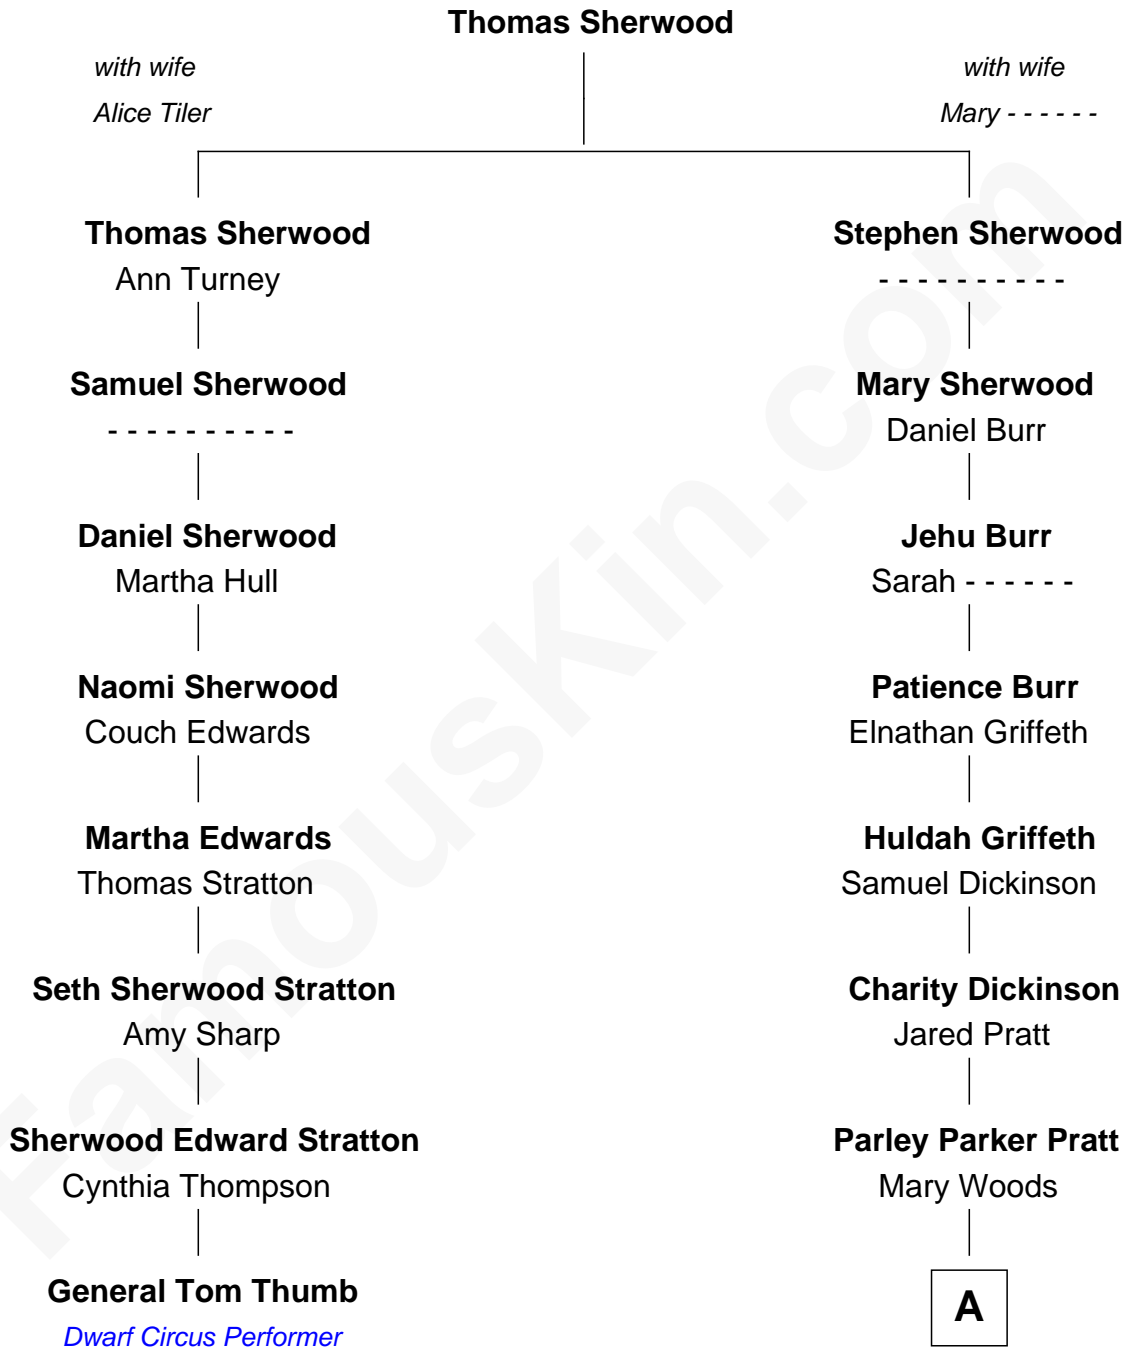 Thomas Sherwood
with wife
Alice Tiler
with wife
Mary - - - - - -
Thomas Sherwood
Ann Turney
Stephen Sherwood
- - - - - - - - - -
Samuel Sherwood
- - - - - - - - - -
Mary Sherwood
Daniel Burr
Daniel Sherwood
Martha Hull
Jehu Burr
Sarah - - - - - -
Naomi Sherwood
Couch Edwards
Patience Burr
Elnathan Griffeth
Martha Edwards
Thomas Stratton
Huldah Griffeth
Samuel Dickinson
Seth Sherwood Stratton
Amy Sharp
Charity Dickinson
Jared Pratt
Sherwood Edward Stratton
Cynthia Thompson
Parley Parker Pratt
Mary Woods
General Tom Thumb
Dwarf Circus Performer
A
FamousKin.com